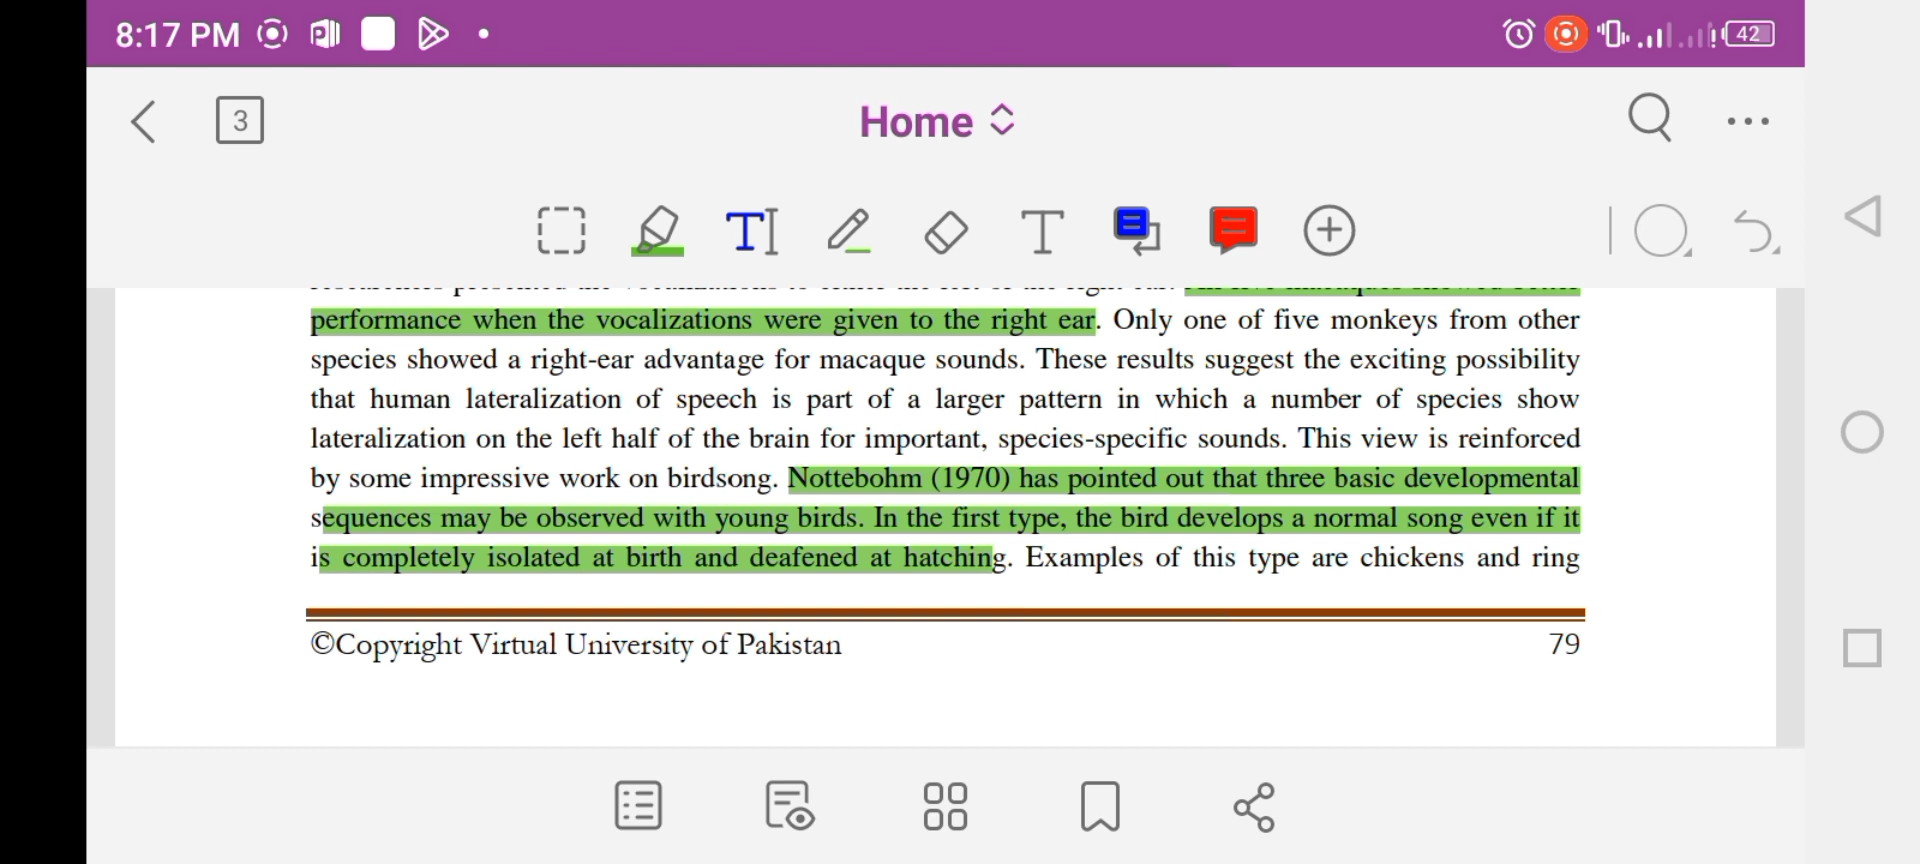 8:17 PM
42
3
Home
performance when the vocalizations were given to the right ear. Only one of five monkeys from other
species showed a right-ear advantage for macaque sounds. These results suggest the exciting possibility
that human lateralization of speech is part of a larger pattern in which a number of species show
lateralization on the left half of the brain for important, species-specific sounds. This view is reinforced
by some impressive work on birdsong. Nottebohm (1970) has pointed out that three basic developmental
sequences may be observed with young birds. In the first type, the bird develops a normal song even if it
is completely isolated at birth and deafened at hatching. Examples of this type are chickens and ring
©Copyright Virtual University of Pakistan
79